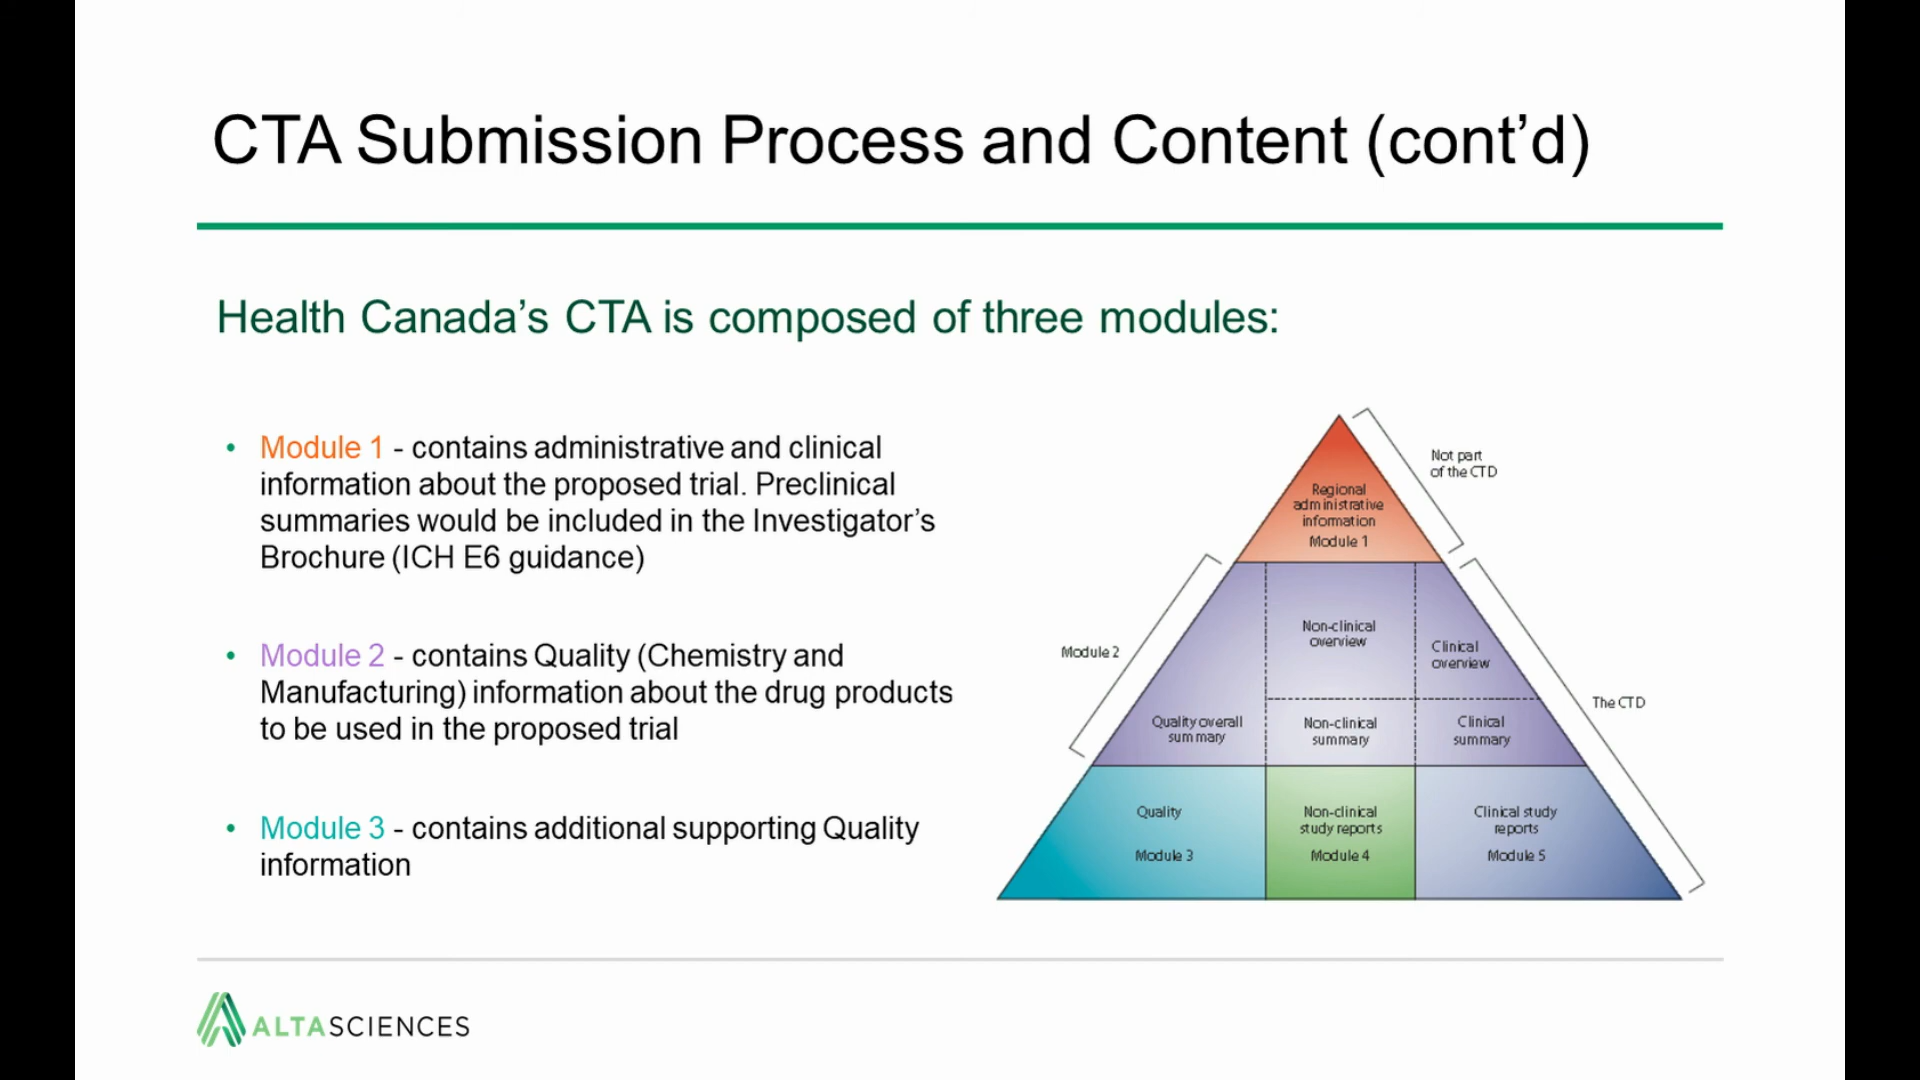 CTA Submission Process and Content (cont’d)
Health Canada’s CTA is composed of three modules:
• Module 1 - contains administrative and clinical
information about the proposed trial. Preclinical
summaries would be included in the Investigator’s
Brochure (ICH E6 guidance)
• Module 2 - contains Quality (Chemistry and
Manufacturing) information about the drug products
to be used in the proposed trial
• Module 3 - contains additional supporting Quality
information
Not part
of the CTD
Regional
administrative
information
Module 1
Module 2
Non-clinical
overview
Clinical
overview
The CTD
Quality overall
summary
Non-clinical
summary
Clinical
summary
Quality
Module 3
Non-clinical
study reports
Module 4
Clinical study
reports
Module 5
ALTASCIENCES